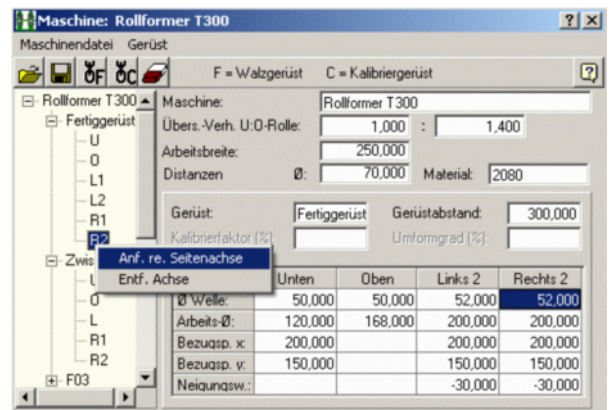 Maschine: Rollformer T300
Maschinendatei Gerüst
F = Walzgerüst C = Kalibriergerüst
Rollformer T300
Fertiggerüst
U
O
L1
L2
R1
R2
Zwis
Anf. re. Seitenachse
Entf. Achse
O
L
R1
R2
F03
Maschine: Rollformer T300
Übers.-Verh. U:O-Rolle: 1,000 : 1,400
Arbeitsbreite: 250,000
Distanzen Ø: 70,000 Material: 2080
Gerüst: Fertiggerüst Gerüstabstand: 300,000
Kalibrierfaktor [%]: Umformgrad [%]:
Unten Oben Links 2 Rechts 2
Ø Welle: 50,000 50,000 52,000 52,000
Arbeits-Ø: 120,000 168,000 200,000 200,000
Bezugsp. x: 200,000 200,000 200,000
Bezugsp. y: 150,000 150,000 150,000
Neigungsw.: -30,000 -30,000